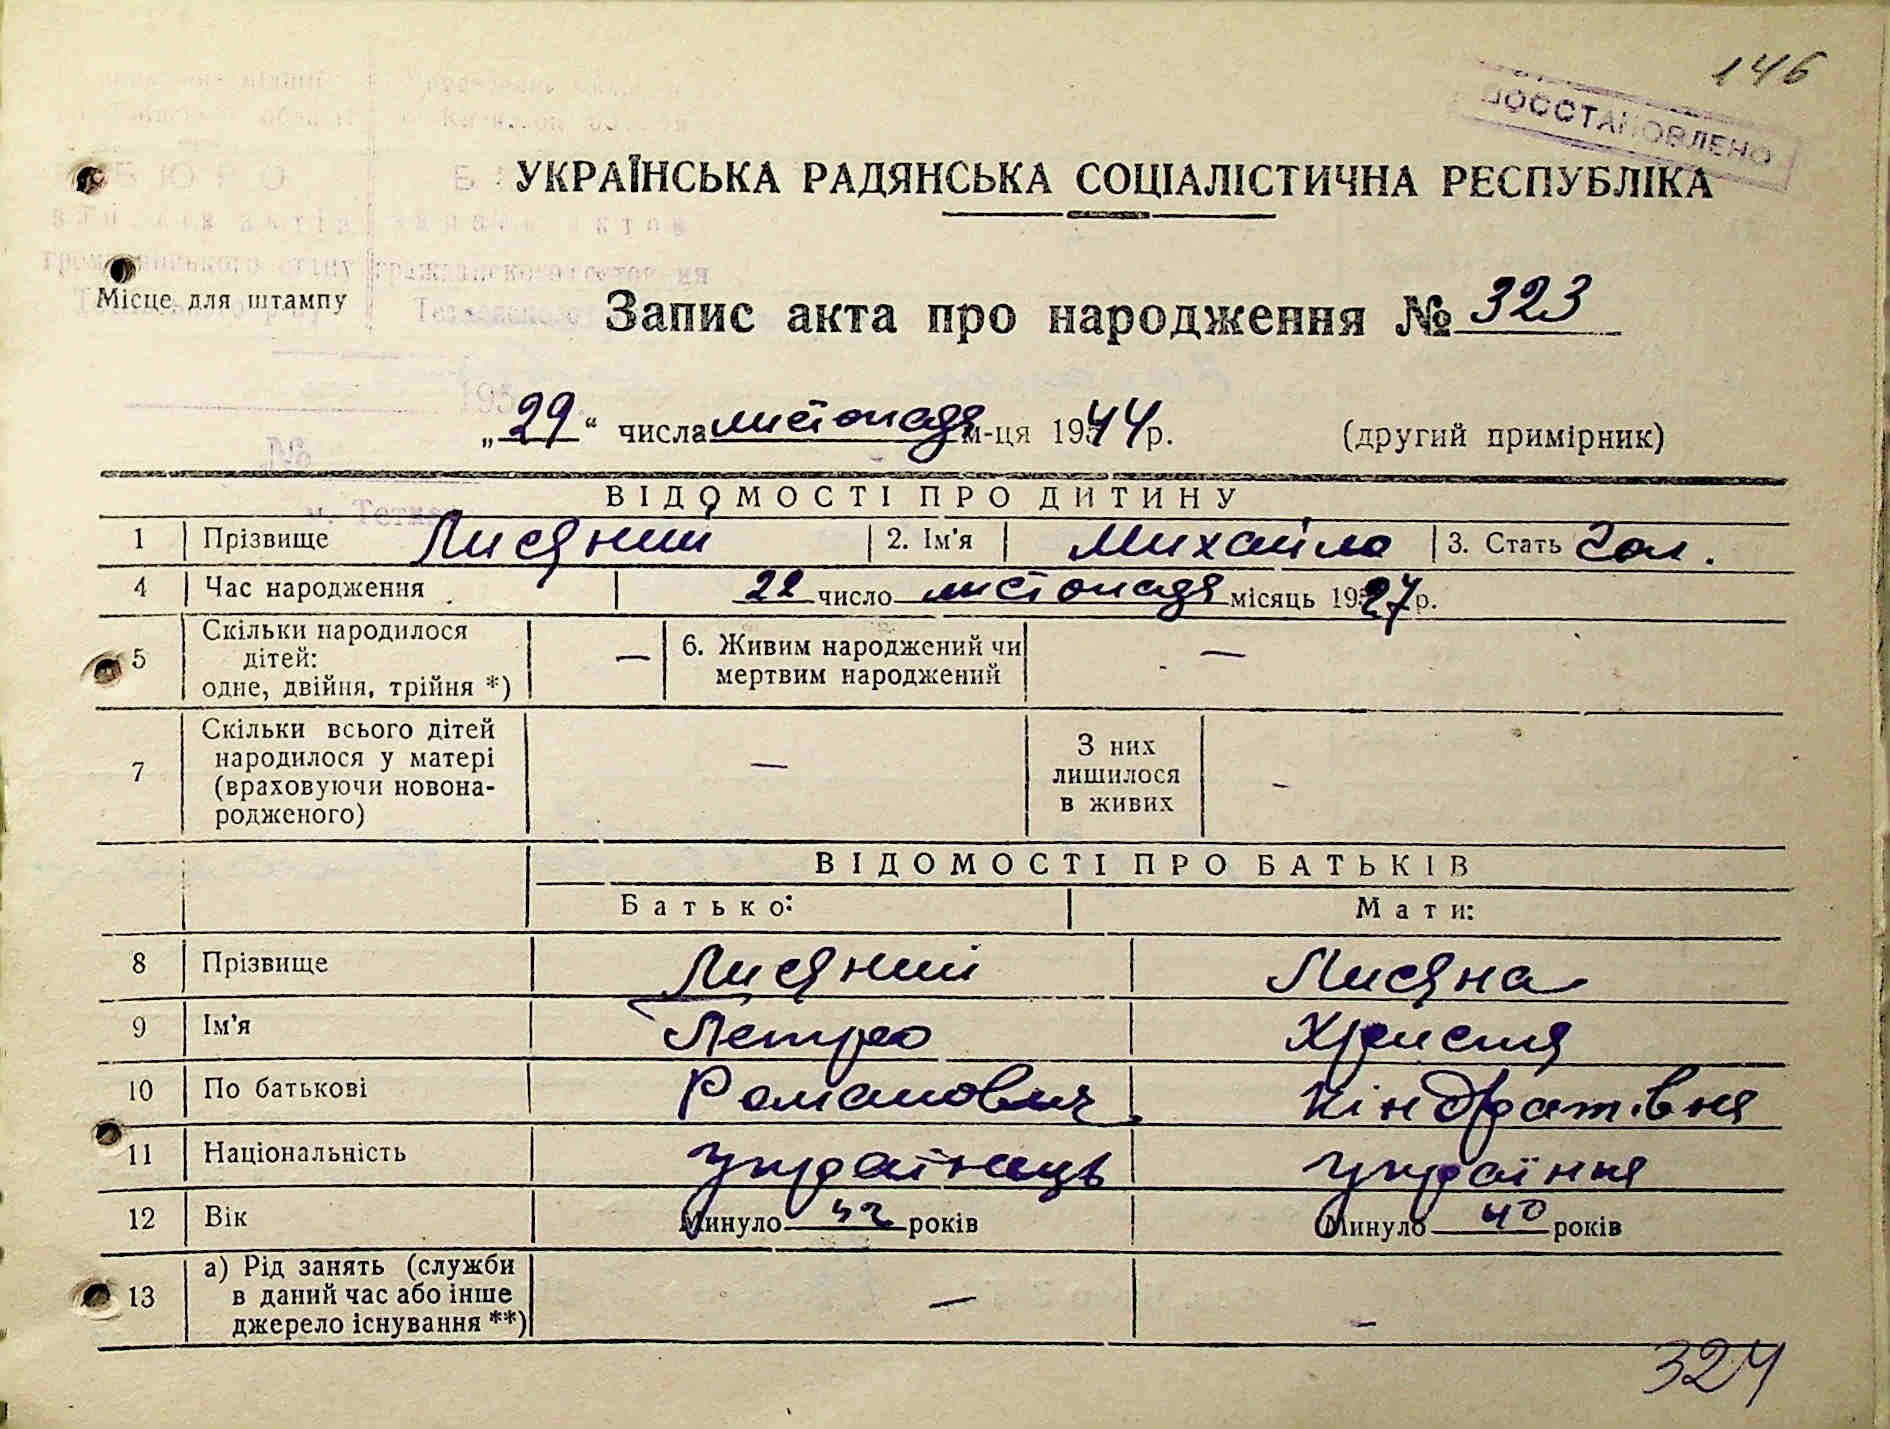 146
ВОССТАНОВЛЕНО
УКРАЇНСЬКА РАДЯНСЬКА СОЦІАЛІСТИЧНА РЕСПУБЛІКА
Місце для штампу
Запис акта про народження № 323
„29“ числа листопада м-ця 1944 р. (другий примірник)
ВІДОМОСТІ ПРО ДИТИНУ
1 Прізвище Лисяний 2. Ім'я Михайло 3. Стать Чол.
4 Час народження 22 число листопада місяць 1927 р.
5 Скільки народилося дітей: одне, двійня, трійня *) — 6. Живим народжений чи мертвим народжений —
7 Скільки всього дітей народилося у матері (враховуючи новонародженого) — З них лишилося в живих -
ВІДОМОСТІ ПРО БАТЬКІВ
Батько: Мати:
8 Прізвище Лисяний Лисяна
9 Ім'я Петро Христя
10 По батькові Романович Кіндратівня
11 Національність Українець Українка
12 Вік Минуло 42 років Минуло 40 років
13 а) Рід занять (служби в даний час або інше джерело існування **) — -
324